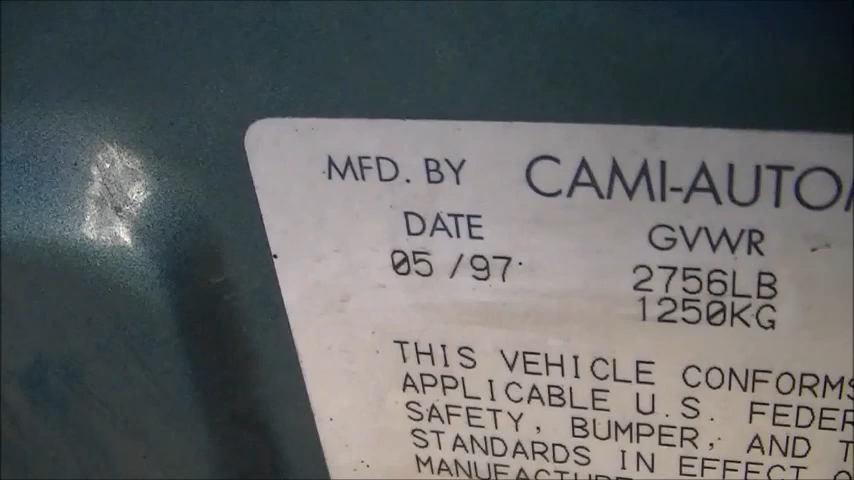 MFD. BY CAMI-AUTO
DATE GVWR
05 /97 2756LB
1250KG
THIS VEHICLE CONFORMS
APPLICABLE U.S. FEDER
SAFETY, BUMPER, AND T
STANDARDS IN EFFECT O
MANUFACTURE